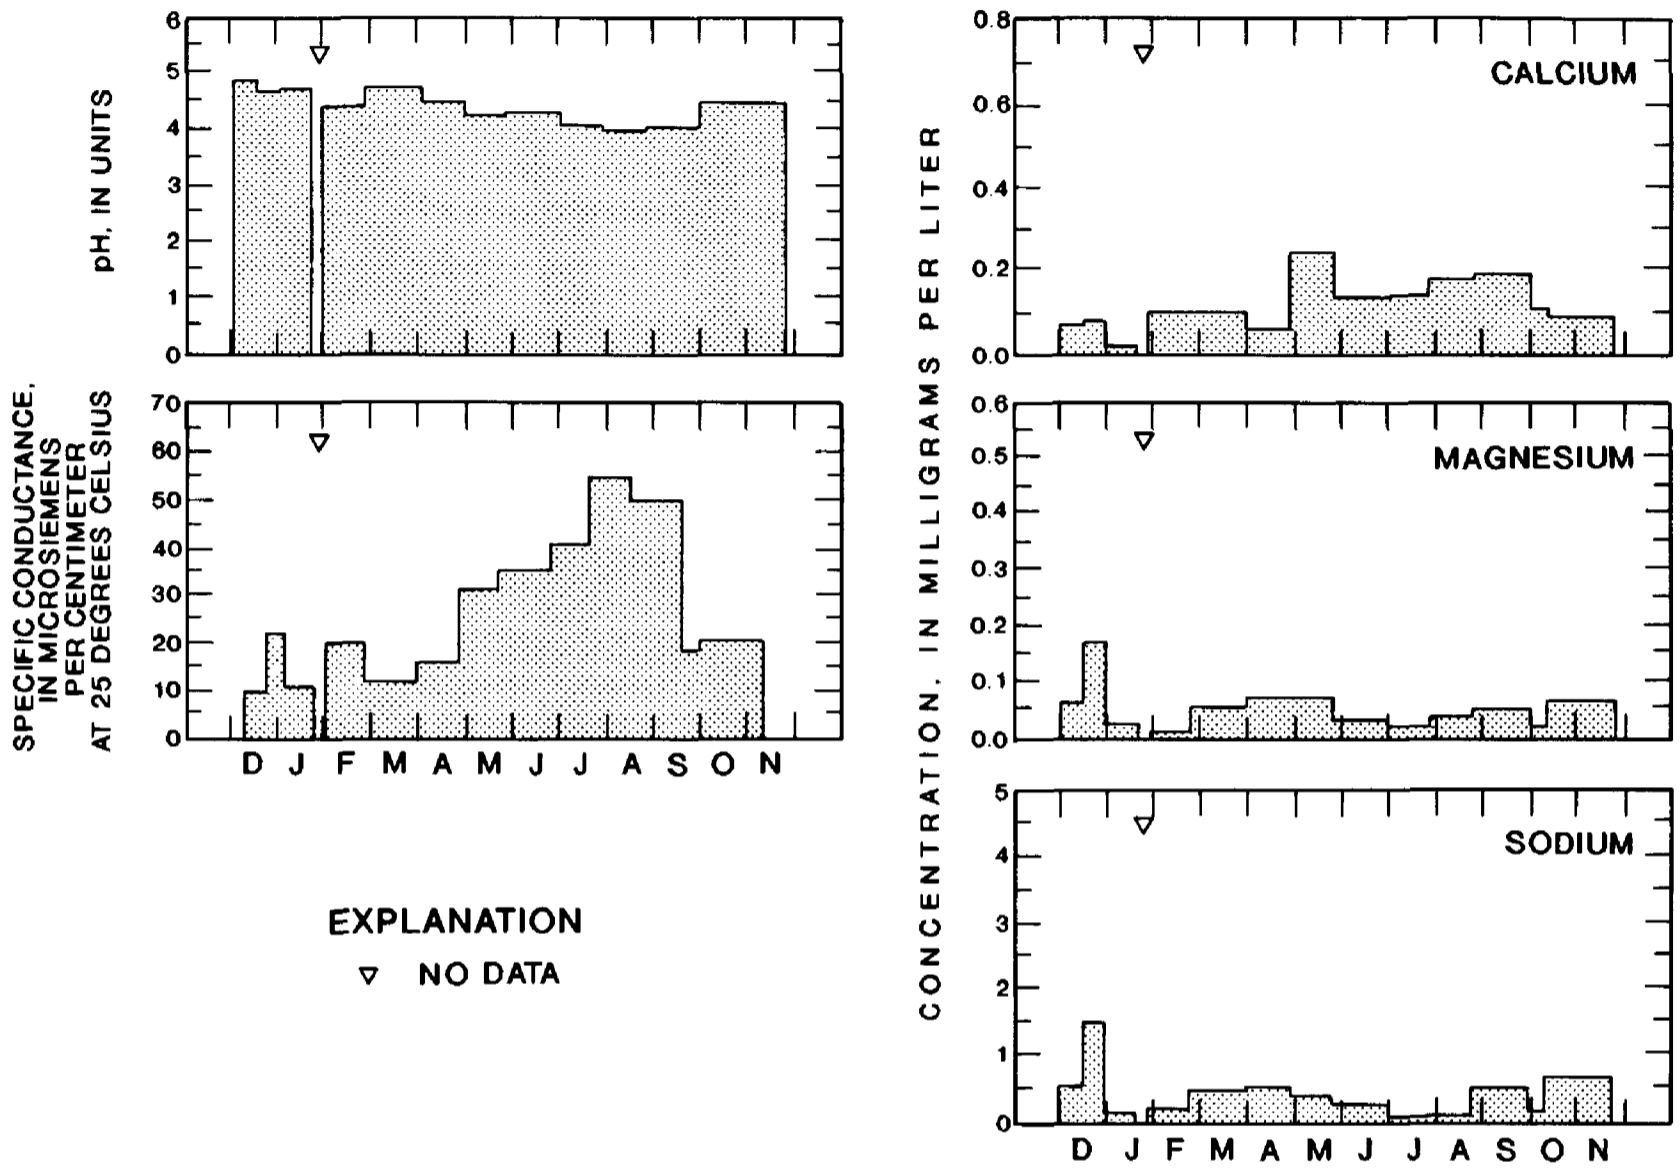 6
5
4
3
2
1
0
pH, IN UNITS
70
60
50
40
30
20
10
0
SPECIFIC CONDUCTANCE,
IN MICROSIEMENS
PER CENTIMETER
AT 25 DEGREES CELSIUS
D J F M A M J J A S O N
EXPLANATION
▽ NO DATA
CONCENTRATION, IN MILLIGRAMS PER LITER
0.8
0.6
0.4
0.2
0.0
CALCIUM
0.6
0.5
0.4
0.3
0.2
0.1
0.0
MAGNESIUM
5
4
3
2
1
0
SODIUM
D J F M A M J J A S O N